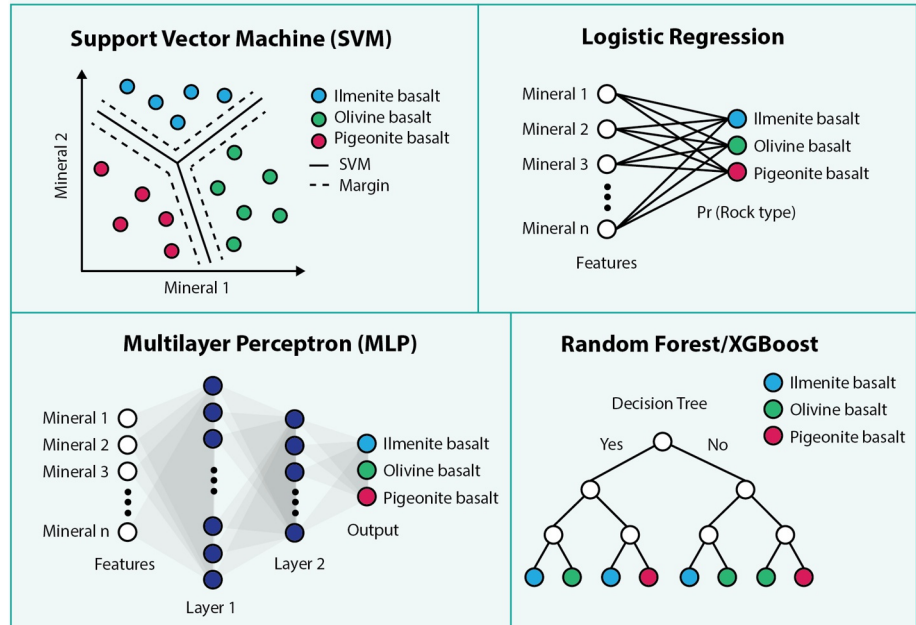 Support Vector Machine (SVM)
Mineral 2
Mineral 1
Ilmenite basalt
Olivine basalt
Pigeonite basalt
SVM
Margin
Logistic Regression
Mineral 1
Mineral 2
Mineral 3
Mineral n
Features
Ilmenite basalt
Olivine basalt
Pigeonite basalt
Pr (Rock type)
Multilayer Perceptron (MLP)
Mineral 1
Mineral 2
Mineral 3
Mineral n
Features
Layer 1
Layer 2
Ilmenite basalt
Olivine basalt
Pigeonite basalt
Output
Random Forest/XGBoost
Ilmenite basalt
Olivine basalt
Pigeonite basalt
Decision Tree
Yes
No